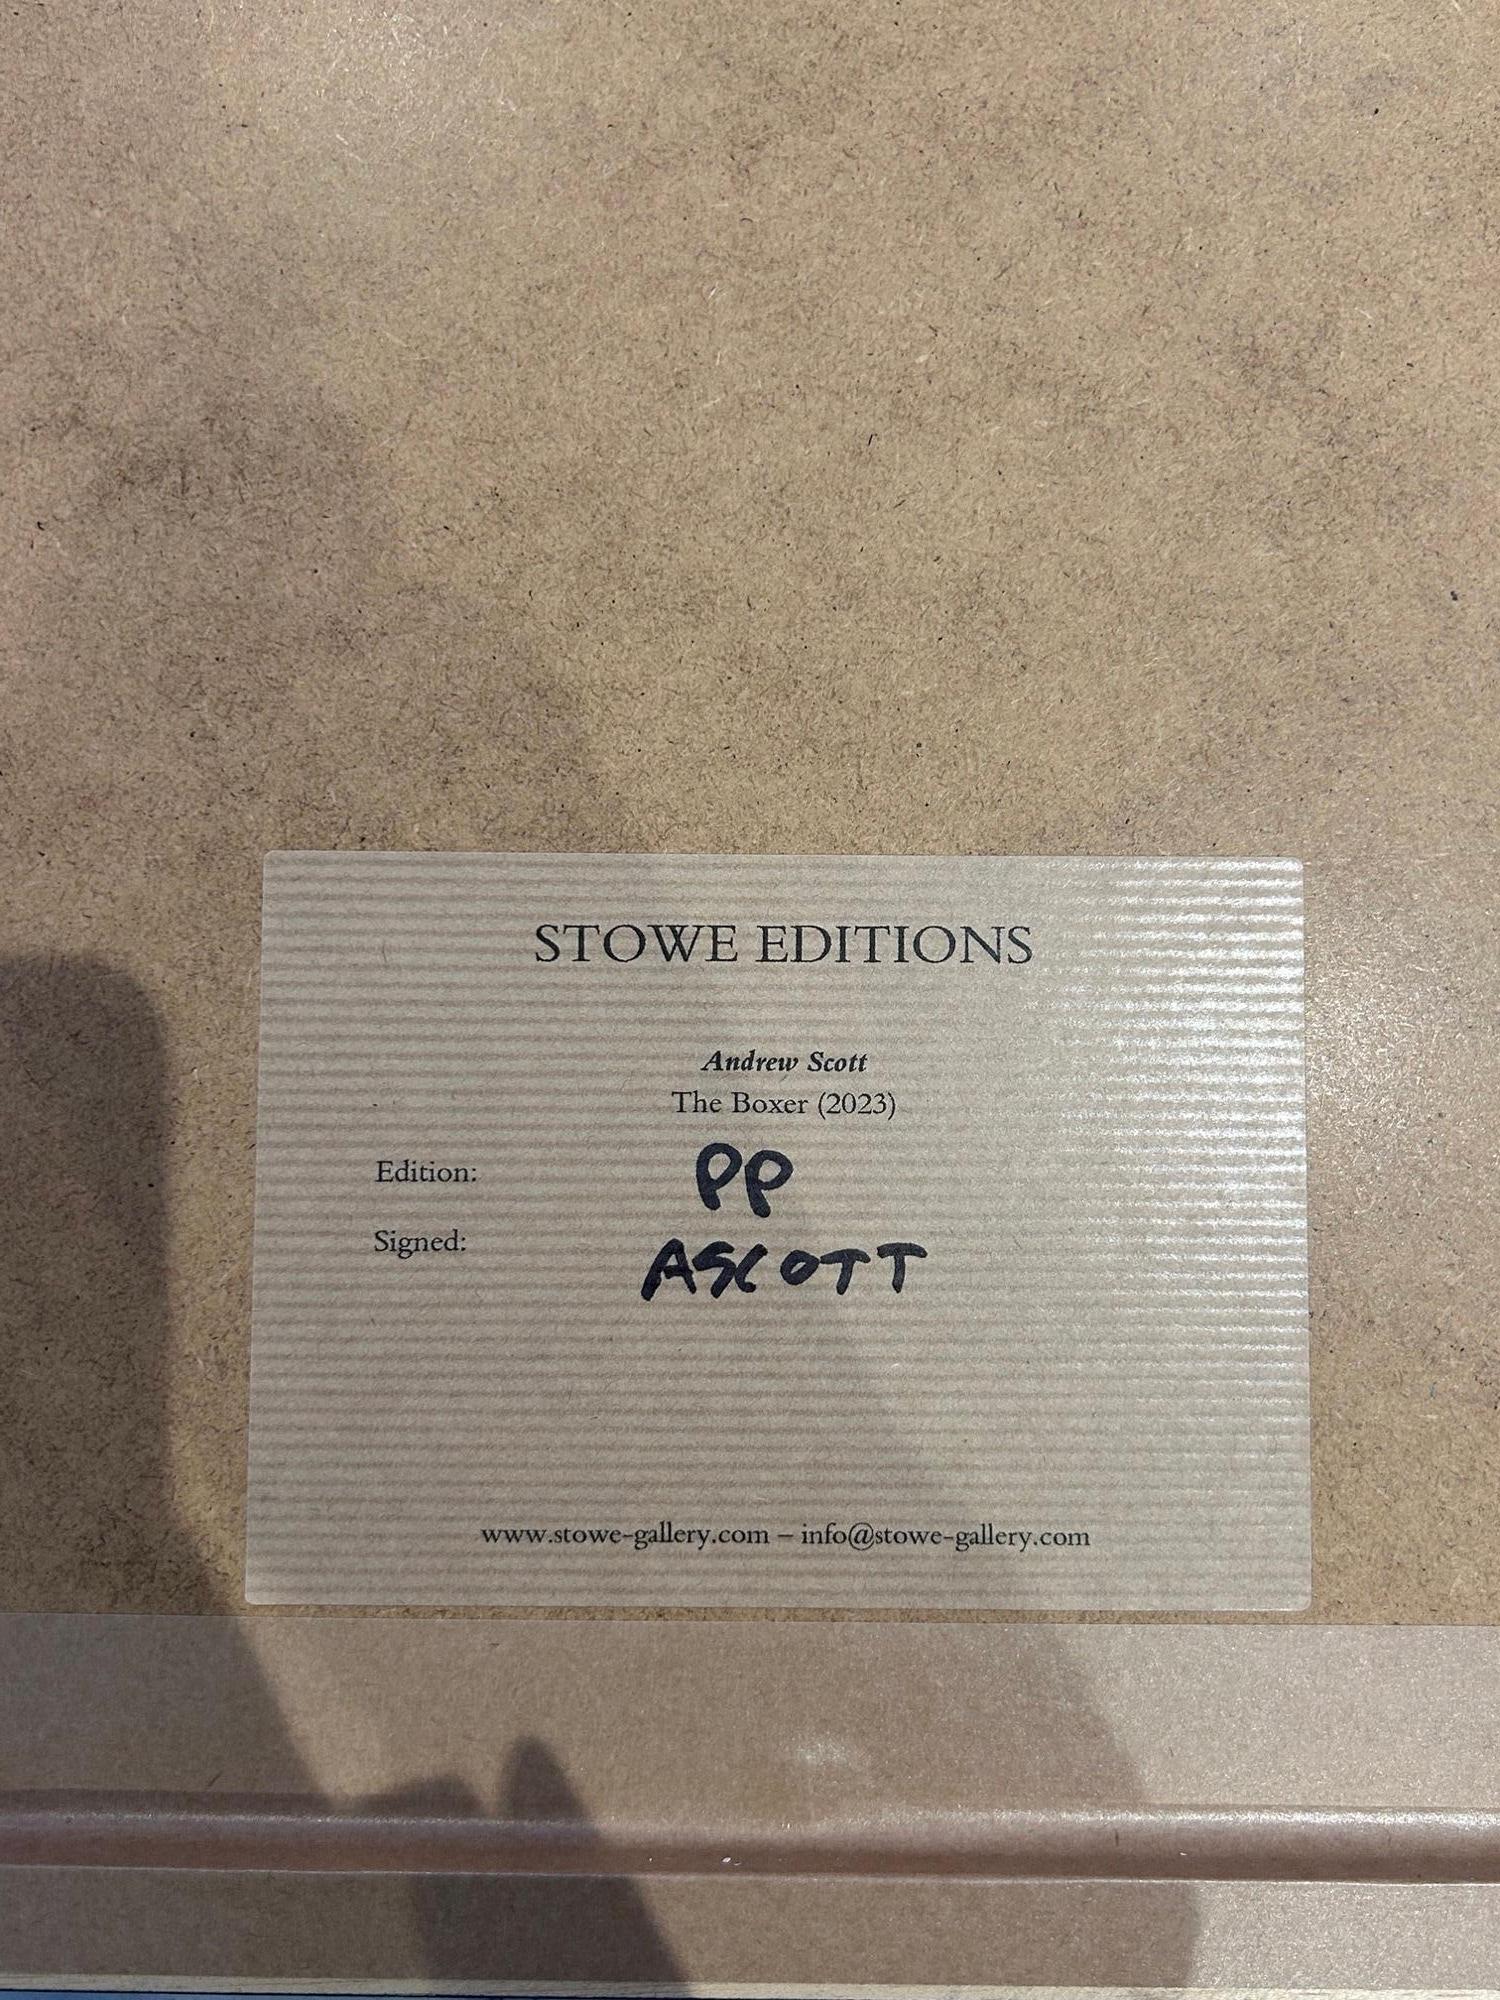 STOWE EDITIONS
Andrew Scott
The Boxer (2023)
Edition: PP
Signed: ASCOTT
www.stowe-gallery.com – info@stowe-gallery.com